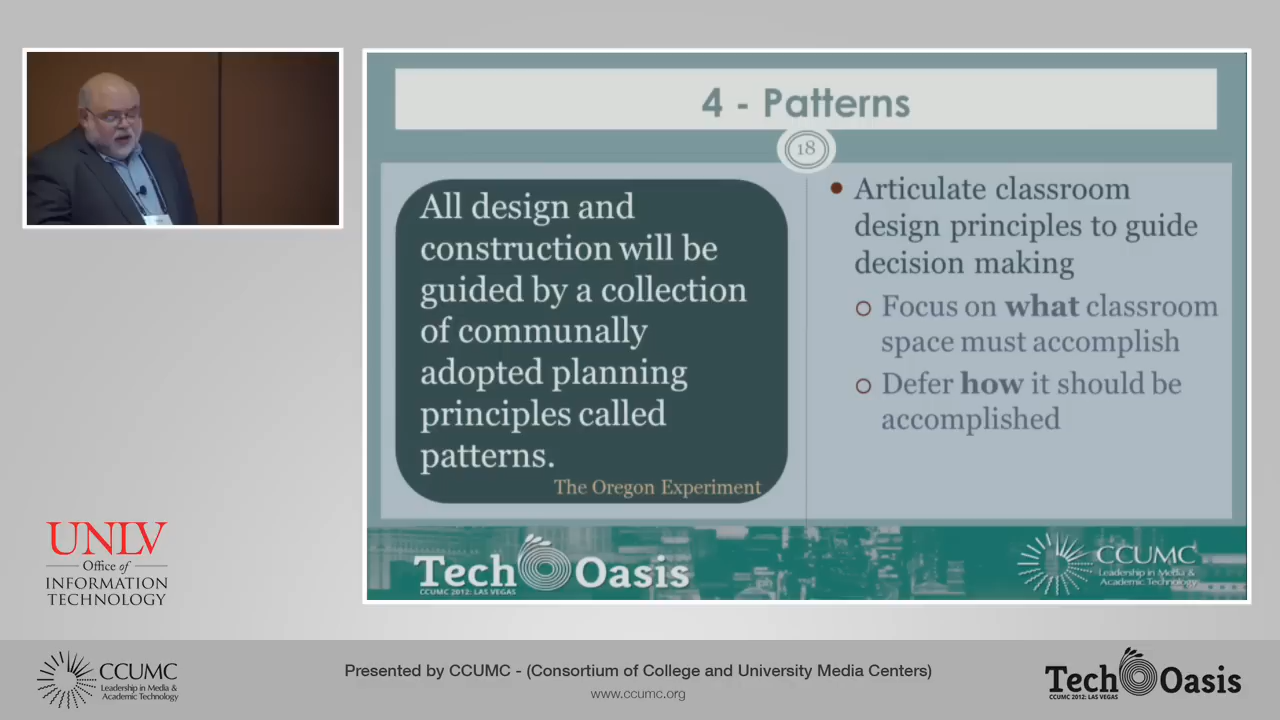 4 - Patterns
18
All design and
construction will be
guided by a collection
of communally
adopted planning
principles called
patterns.
The Oregon Experiment
Articulate classroom
design principles to guide
decision making
Focus on what classroom
space must accomplish
Defer how it should be
accomplished
Tech Oasis
CCUMC 2012: LAS VEGAS
CCUMC
Leadership in Media &
Academic Technology
UNLV
Office of
INFORMATION
TECHNOLOGY
CCUMC
Leadership in Media &
Academic Technology
Presented by CCUMC - (Consortium of College and University Media Centers)
www.ccumc.org
Tech Oasis
CCUMC 2012: LAS VEGAS